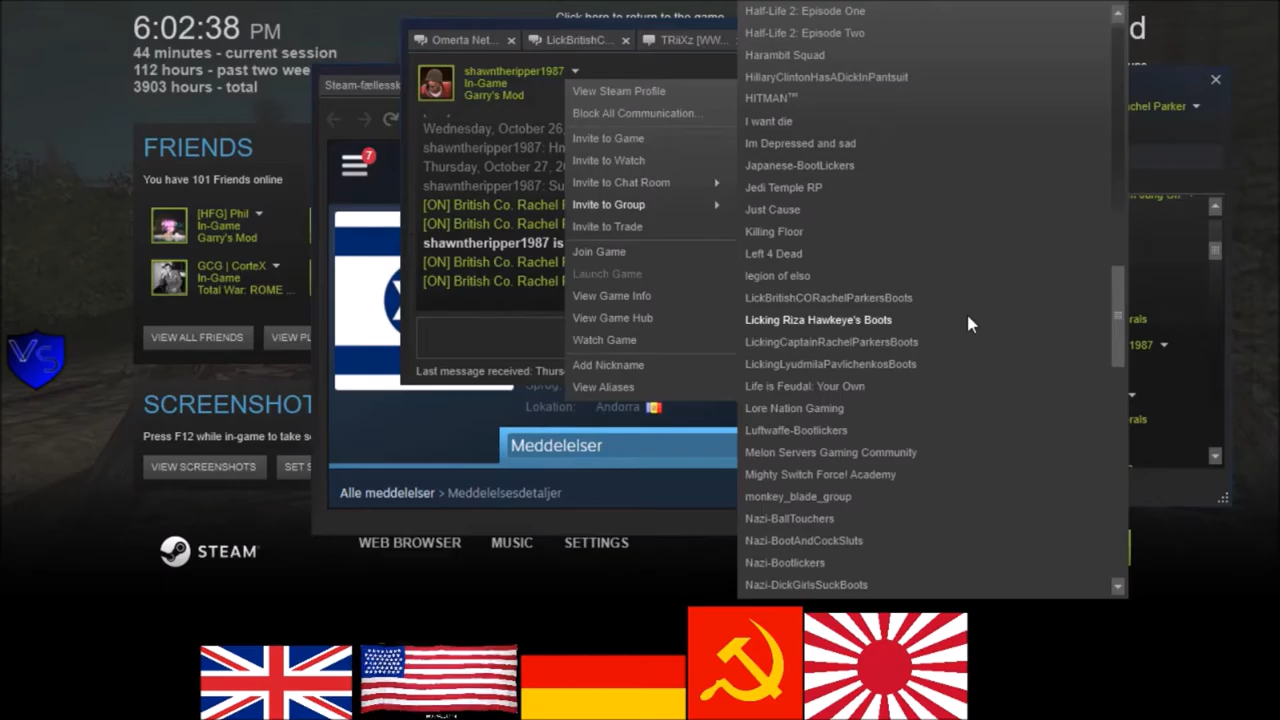 6:02:38 PM
44 minutes - current session
112 hours - past two wee
3903 hours - total
Click here to return to the game
FRIENDS
You have 101 Friends online
[HFG] Phil
In-Game
Garry's Mod
GCG | CorteX
In-Game
Total War: ROME ...
VIEW ALL FRIENDS
VIEW PL
SCREENSHOT
Press F12 while in-game to take s
VIEW SCREENSHOTS
SET S
STEAM
WEB BROWSER
MUSIC
SETTINGS
VS
Steam-fællessk
7
Lokation: Andorra
Meddelelser
Alle meddelelser > Meddelelsesdetaljer
Omerta Net...
LickBritishC...
TRiiXz [WW...
shawntheripper1987
In-Game
Garry's Mod
Wednesday, October 26,
shawntheripper1987: Hm
Thursday, October 27, 2
shawntheripper1987: Su
[ON] British Co. Rachel F
[ON] British Co. Rachel F
shawntheripper1987 is
[ON] British Co. Rachel F
[ON] British Co. Rachel F
Last message received: Thurs
View Steam Profile
Block All Communication...
Invite to Game
Invite to Watch
Invite to Chat Room
Invite to Group
Invite to Trade
Join Game
Launch Game
View Game Info
View Game Hub
Watch Game
Add Nickname
View Aliases
Half-Life 2: Episode One
Half-Life 2: Episode Two
Harambit Squad
HillaryClintonHasADickInPantsuit
HITMAN™
I want die
Im Depressed and sad
Japanese-BootLickers
Jedi Temple RP
Just Cause
Killing Floor
Left 4 Dead
legion of elso
LickBritishCORachelParkersBoots
Licking Riza Hawkeye's Boots
LickingCaptainRachelParkersBoots
LickingLyudmilaPavlichenkosBoots
Life is Feudal: Your Own
Lore Nation Gaming
Luftwaffe-Bootlickers
Melon Servers Gaming Community
Mighty Switch Force! Academy
monkey_blade_group
Nazi-BallTouchers
Nazi-BootAndCockSluts
Nazi-Bootlickers
Nazi-DickGirlsSuckBoots
d
achel Parker
rals
1987
rals